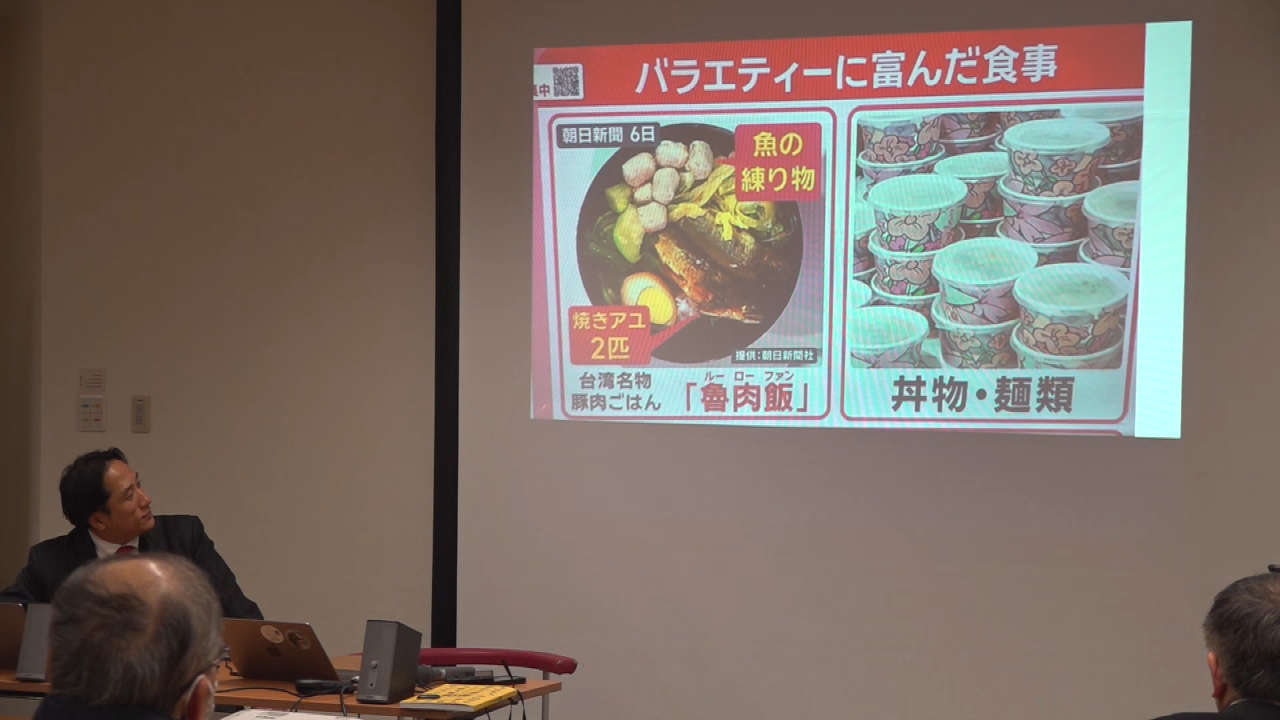 バラエティーに富んだ食事
集中
朝日新聞 6日
魚の
練り物
焼きアユ
2匹
提供:朝日新聞社
台湾名物
豚肉ごはん
ルー ロー ファン
「魯肉飯」
丼物・麺類